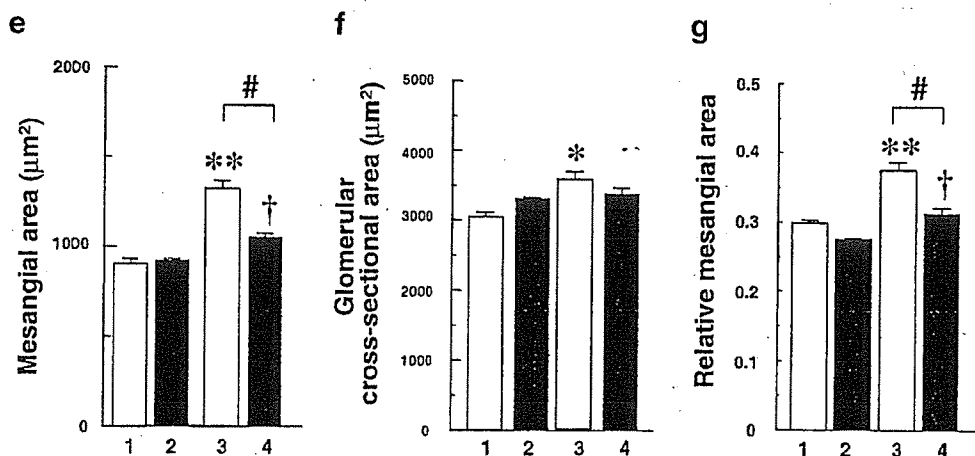 e
Mesangial area (μm²)
2000
1000
0
#
**
†
1 2 3 4
f
Glomerular
cross-sectional area (μm²)
5000
4000
3000
2000
1000
0
*
1 2 3 4
g
Relative mesangial area
0.5
0.4
0.3
0.2
0.1
0
#
**
†
1 2 3 4